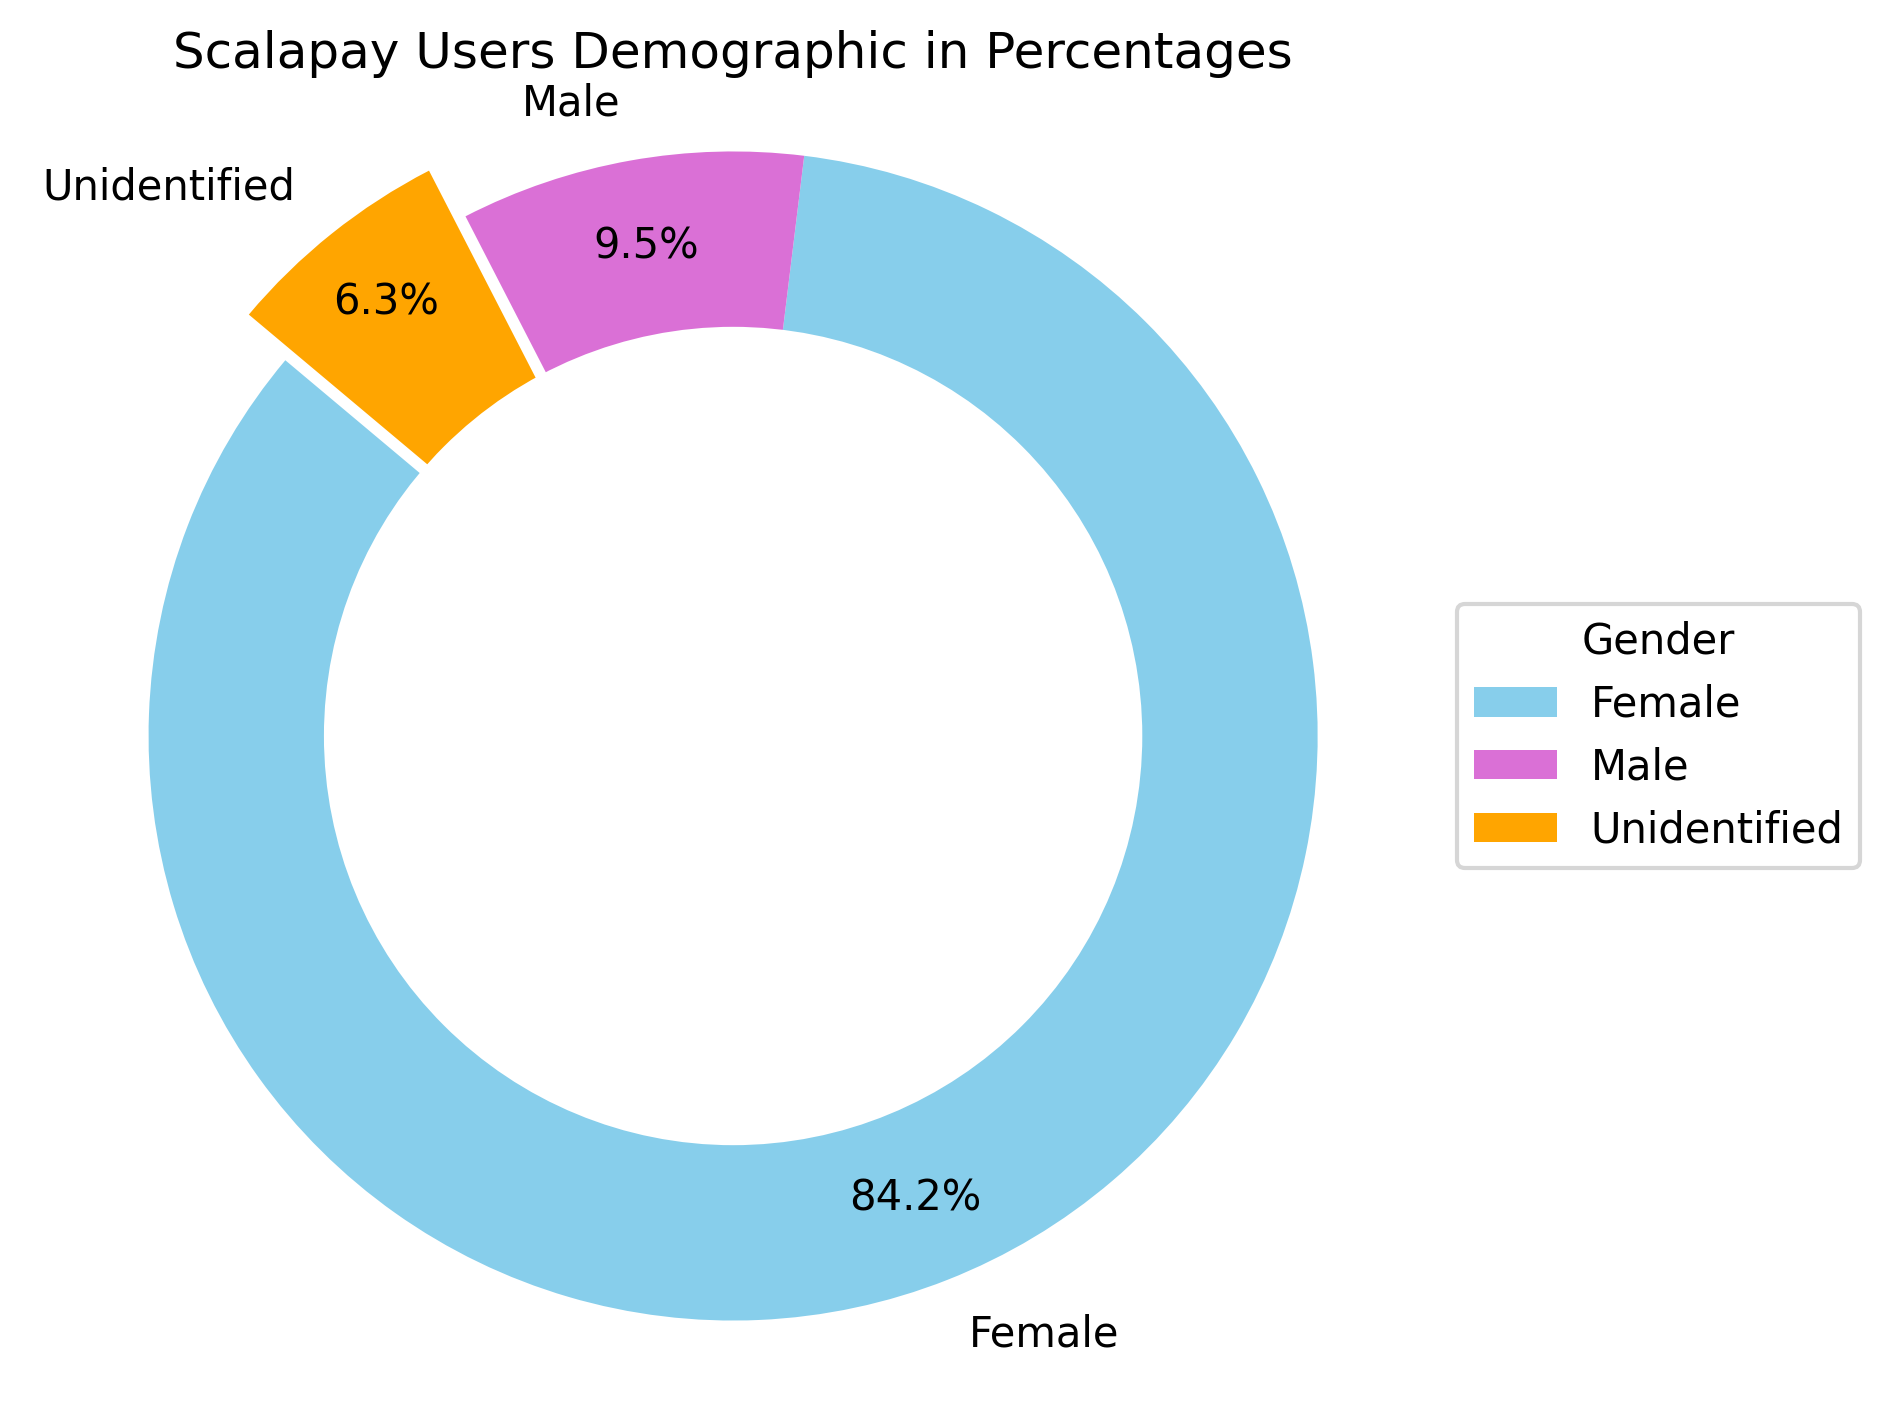 Scalapay Users Demographic in Percentages
Male
Unidentified
9.5%
6.3%
Gender
Female
Male
Unidentified
84.2%
Female